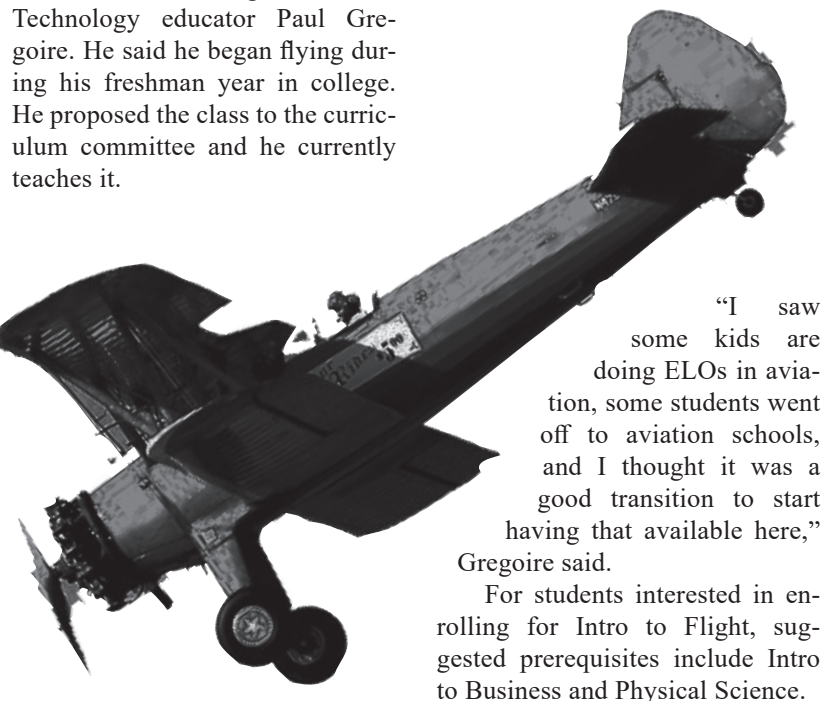 Technology educator Paul Gre-
goire. He said he began flying dur-
ing his freshman year in college.
He proposed the class to the curric-
ulum committee and he currently
teaches it.
“I saw
some kids are
doing ELOs in avia-
tion, some students went
off to aviation schools,
and I thought it was a
good transition to start
having that available here,”
Gregoire said.
For students interested in en-
rolling for Intro to Flight, sug-
gested prerequisites include Intro
to Business and Physical Science.